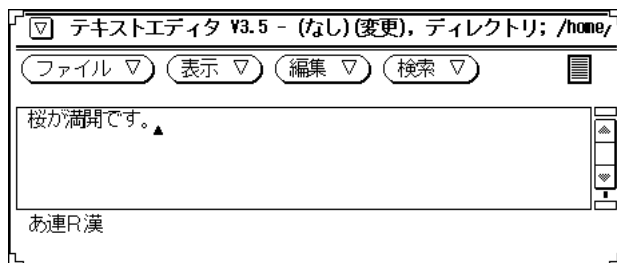 テキストエディタ V3.5 - (なし)(変更), ディレクトリ; /home/
ファイル 表示 編集 検索
桜が満開です。
あ連R漢